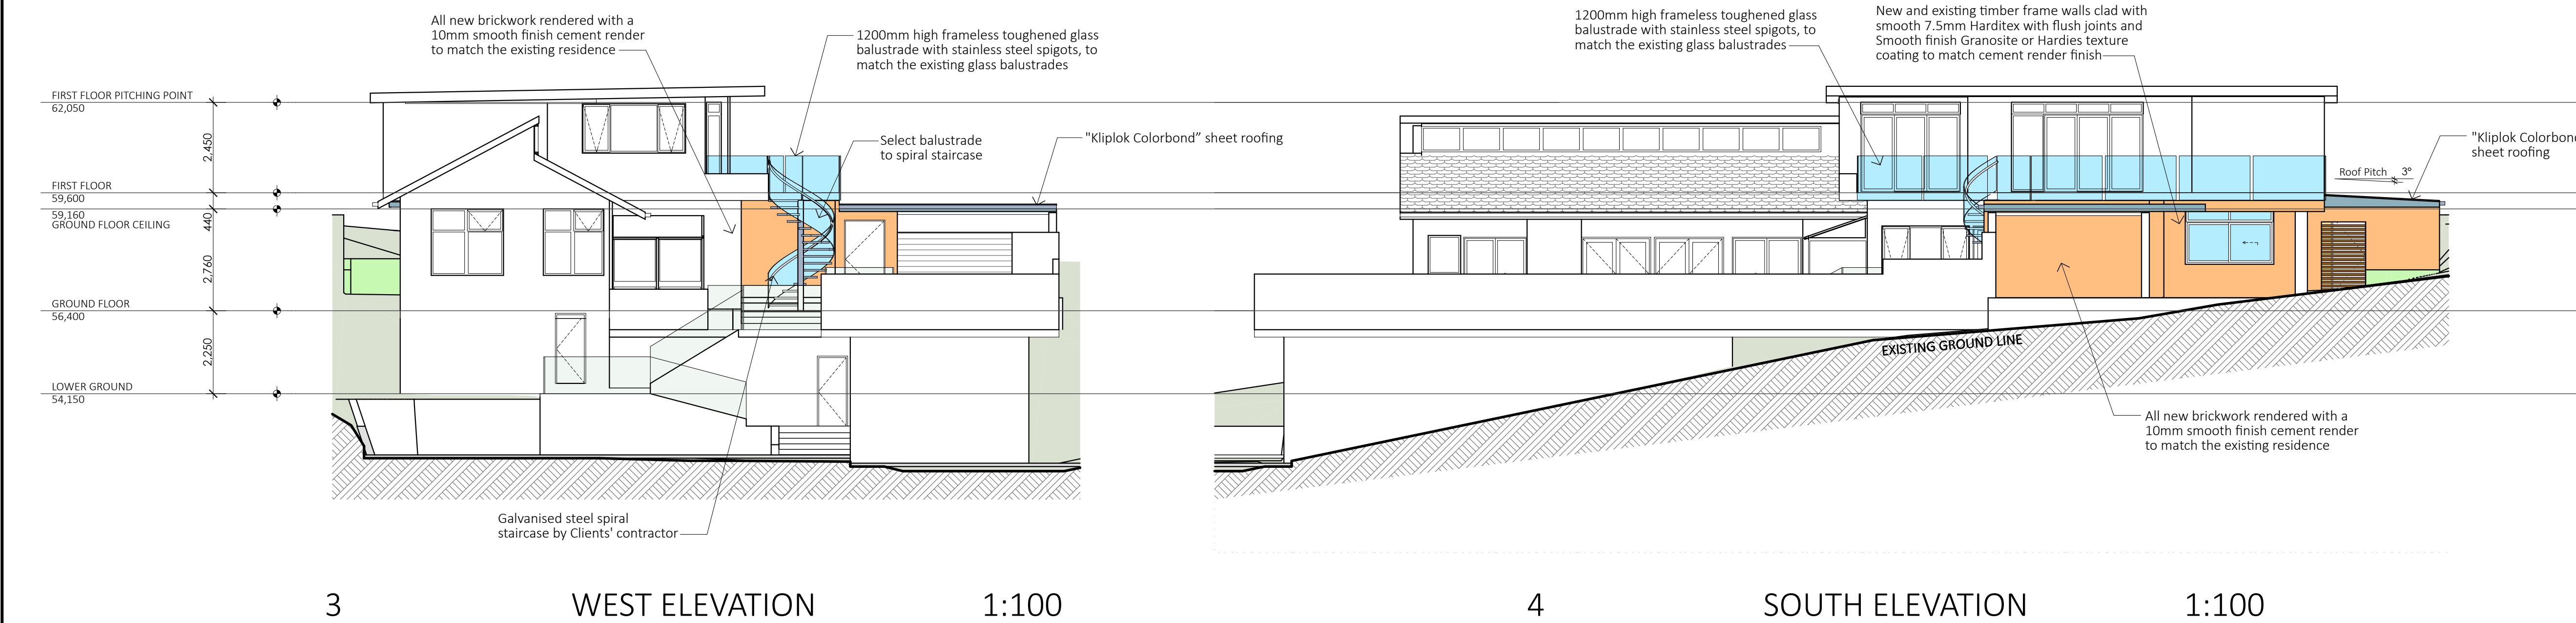 All new brickwork rendered with a
10mm smooth finish cement render
to match the existing residence
1200mm high frameless toughened glass
balustrade with stainless steel spigots, to
match the existing glass balustrades
Select balustrade
to spiral staircase
"Kliplok Colorbond” sheet roofing
FIRST FLOOR PITCHING POINT
62,050
2,450
FIRST FLOOR
59,600
440
59,160
GROUND FLOOR CEILING
2,760
GROUND FLOOR
56,400
2,250
LOWER GROUND
54,150
Galvanised steel spiral
staircase by Clients' contractor
3
WEST ELEVATION
1:100
1200mm high frameless toughened glass
balustrade with stainless steel spigots, to
match the existing glass balustrades
New and existing timber frame walls clad with
smooth 7.5mm Harditex with flush joints and
Smooth finish Granosite or Hardies texture
coating to match cement render finish
"Kliplok Colorbon
sheet roofing
Roof Pitch 3°
EXISTING GROUND LINE
All new brickwork rendered with a
10mm smooth finish cement render
to match the existing residence
4
SOUTH ELEVATION
1:100